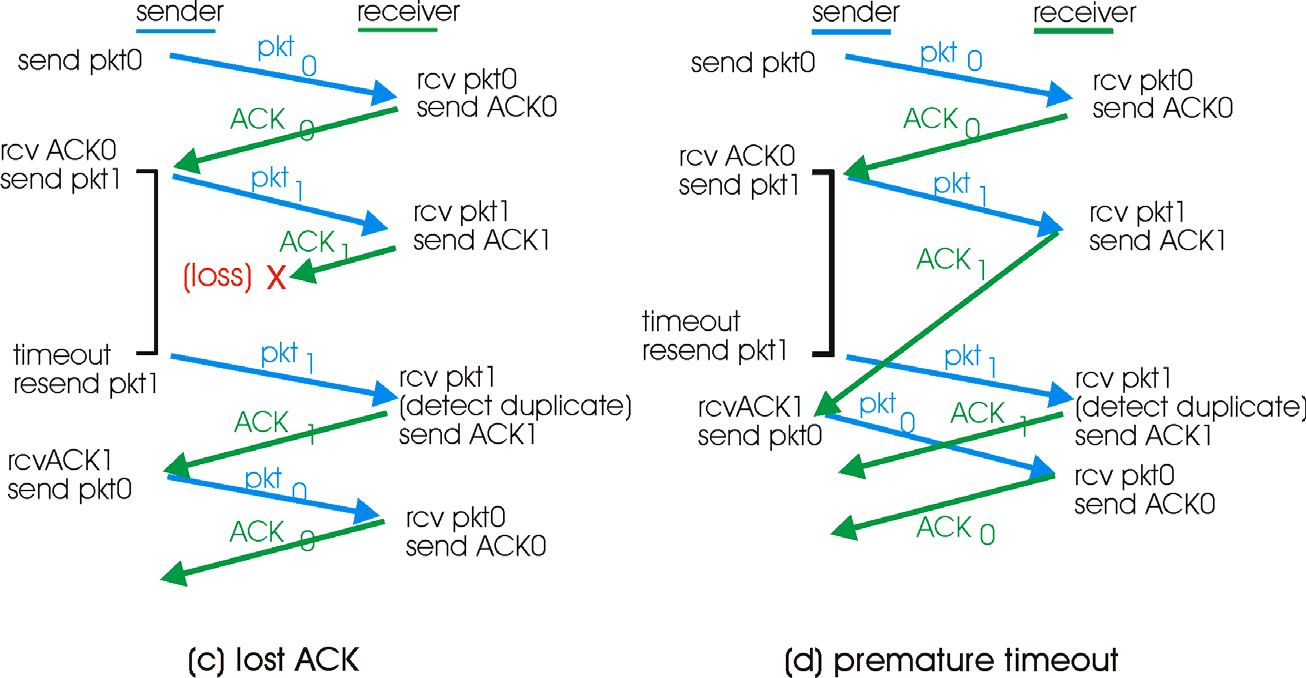 sender
receiver
send pkt0
pkt 0
rcv pkt0
send ACK0
ACK 0
rcv ACK0
send pkt1
pkt 1
rcv pkt1
send ACK1
ACK 1
(loss) X
timeout
resend pkt1
pkt 1
rcv pkt1
(detect duplicate)
send ACK1
ACK 1
rcvACK1
send pkt0
pkt 0
rcv pkt0
send ACK0
ACK 0
(c) lost ACK
sender
receiver
send pkt0
pkt 0
rcv pkt0
send ACK0
ACK 0
rcv ACK0
send pkt1
pkt 1
rcv pkt1
send ACK1
ACK 1
timeout
resend pkt1
pkt 1
rcv pkt1
(detect duplicate)
send ACK1
rcvACK1
send pkt0
pkt 0
ACK 1
rcv pkt0
send ACK0
ACK 0
(d) premature timeout